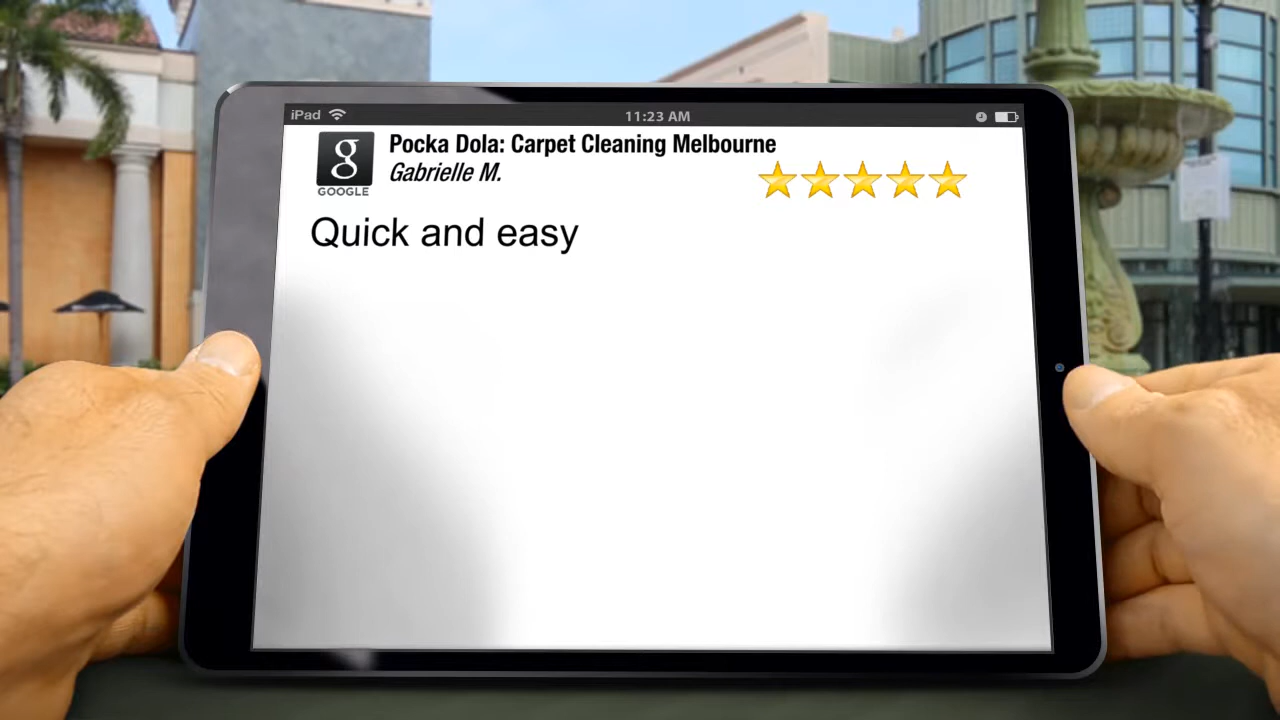 iPad 11:23 AM
g
GOOGLE
Pocka Dola: Carpet Cleaning Melbourne
Gabrielle M.
Quick and easy